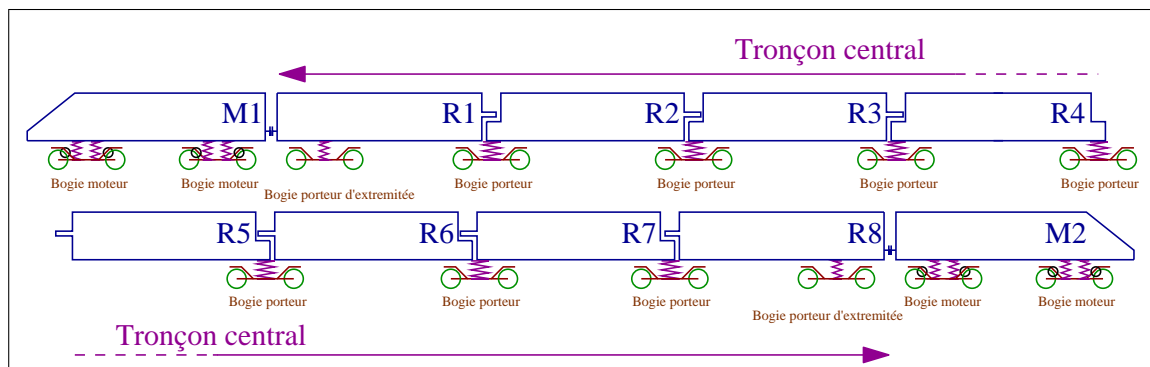 Tronçon central
M1 R1 R2 R3 R4
Bogie moteur Bogie moteur Bogie porteur d'extremitée Bogie porteur Bogie porteur Bogie porteur Bogie porteur
R5 R6 R7 R8 M2
Bogie porteur Bogie porteur Bogie porteur Bogie porteur d'extremitée Bogie moteur Bogie moteur
Tronçon central